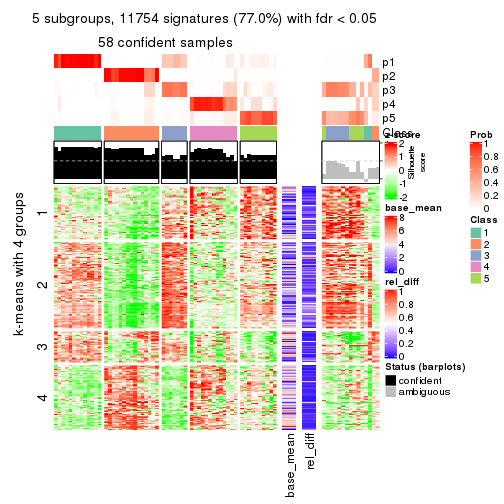 5 subgroups, 11754 signatures (77.0%) with fdr < 0.05
58 confident samples
p1
p2
p3
p4
p5
Class
z-score
2
1
0
-1
-2
Silhouette
score
Prob
1
0.8
0.6
0.4
0.2
0
Class
1
2
3
4
5
base_mean
8
6
4
2
0
rel_diff
1
0.8
0.6
0.4
0.2
0
Status (barplots)
confident
ambiguous
k-means with 4 groups
1
2
3
4
base_mean
rel_diff